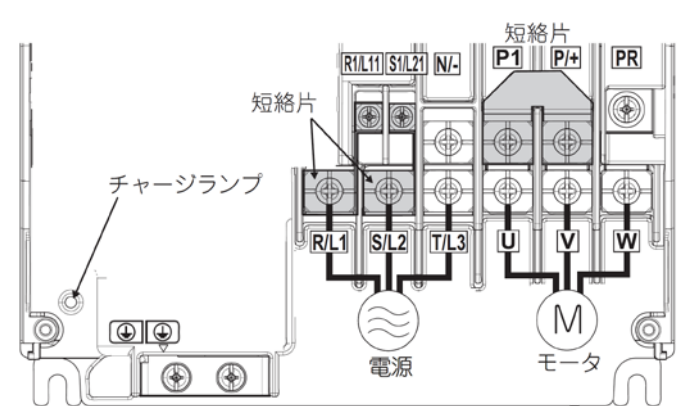 短絡片
R1/L11 S1/L21 N/- P1 P/+ PR
短絡片
チャージランプ
R/L1 S/L2 T/L3 U V W
M
電源 モータ